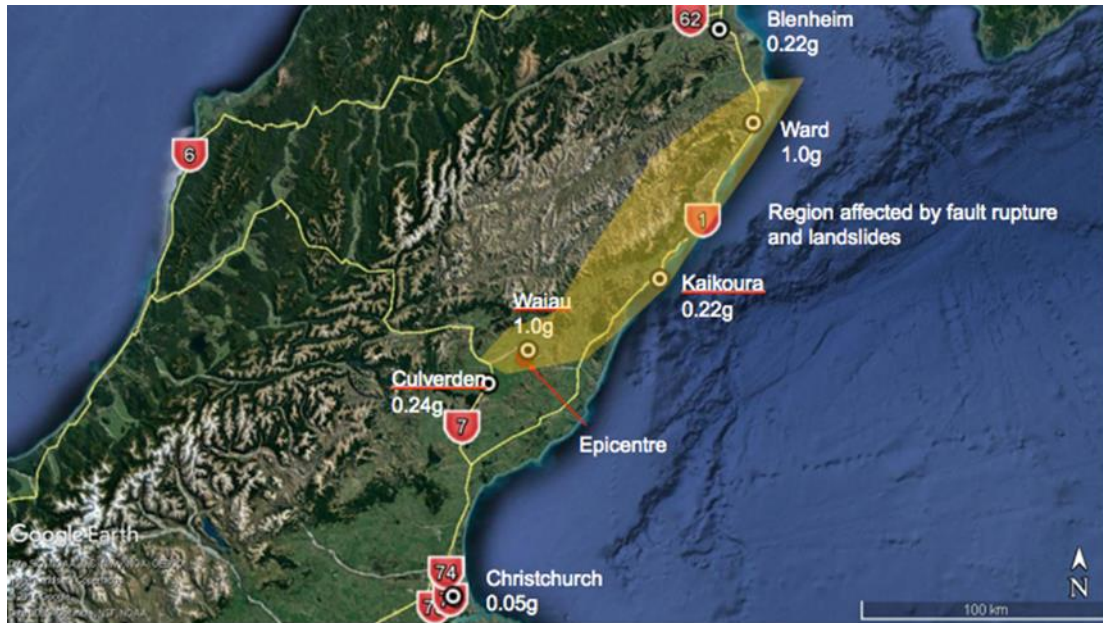 62
Blenheim
0.22g
Ward
1.0g
6
1
Region affected by fault rupture
and landslides
Kaikoura
0.22g
Waiau
1.0g
Culverden
0.24g
7
Epicentre
Google Earth
74
Christchurch
0.05g
N
100 km